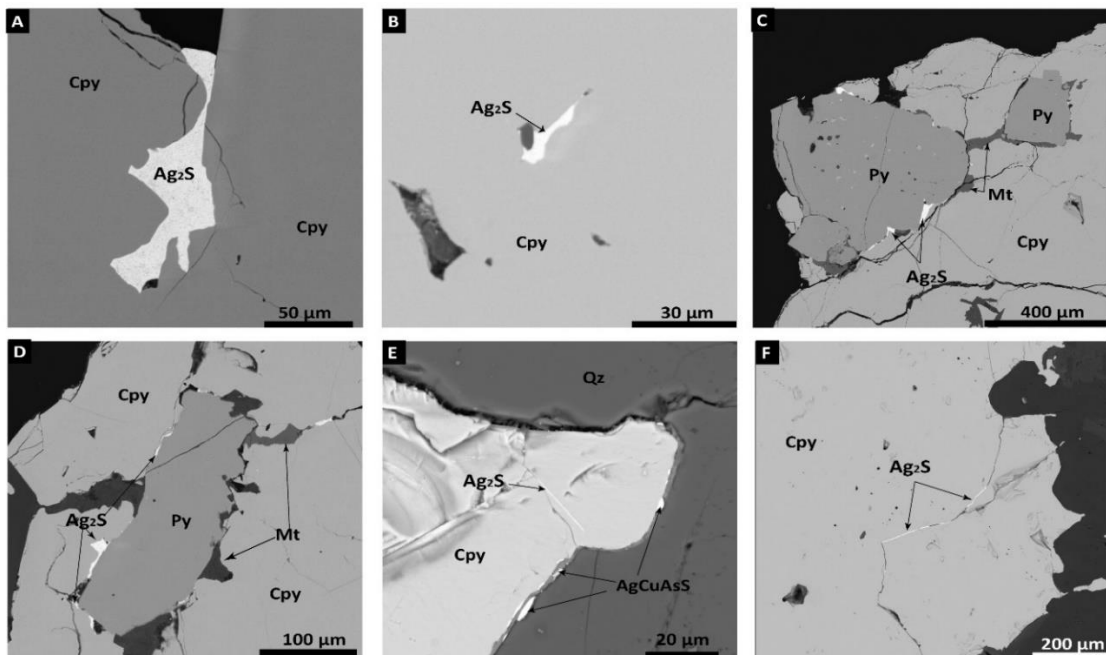 A
Cpy
Ag₂S
Cpy
50 µm
B
Ag₂S
Cpy
30 µm
C
Py
Py
Mt
Cpy
Ag₂S
400 µm
D
Cpy
Ag₂S
Py
Mt
Cpy
100 µm
E
Qz
Ag₂S
Cpy
AgCuAsS
20 µm
F
Cpy
Ag₂S
200 µm